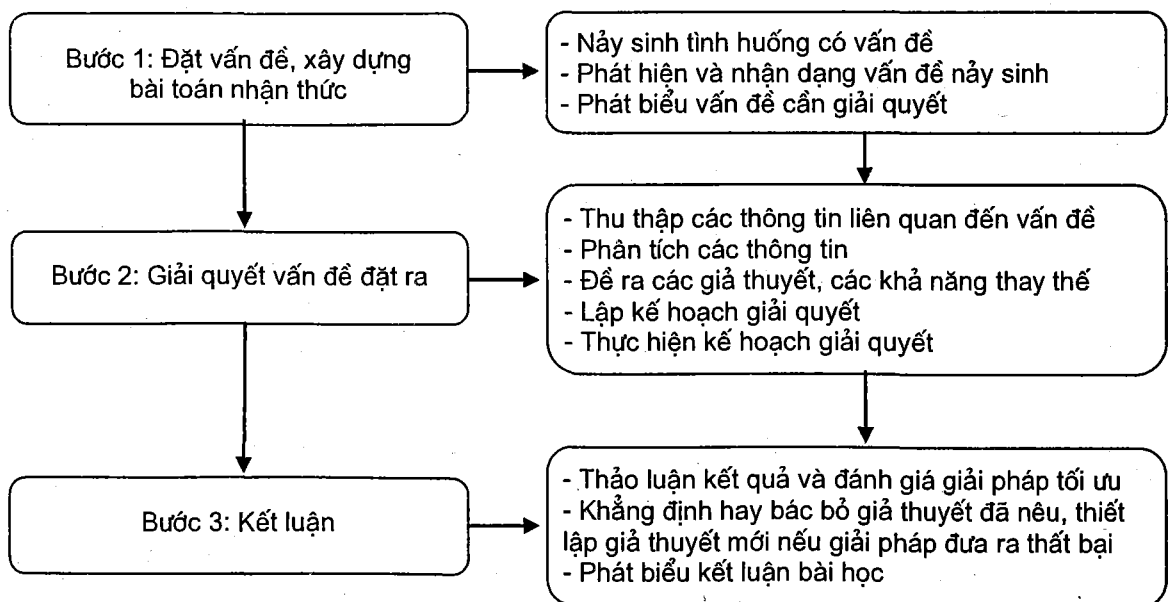 Bước 1: Đặt vấn đề, xây dựng
bài toán nhận thức
- Nảy sinh tình huống có vấn đề
- Phát hiện và nhận dạng vấn đề nảy sinh
- Phát biểu vấn đề cần giải quyết
Bước 2: Giải quyết vấn đề đặt ra
- Thu thập các thông tin liên quan đến vấn đề
- Phân tích các thông tin
- Đề ra các giả thuyết, các khả năng thay thế
- Lập kế hoạch giải quyết
- Thực hiện kế hoạch giải quyết
Bước 3: Kết luận
- Thảo luận kết quả và đánh giá giải pháp tối ưu
- Khẳng định hay bác bỏ giả thuyết đã nêu, thiết
lập giả thuyết mới nếu giải pháp đưa ra thất bại
- Phát biểu kết luận bài học